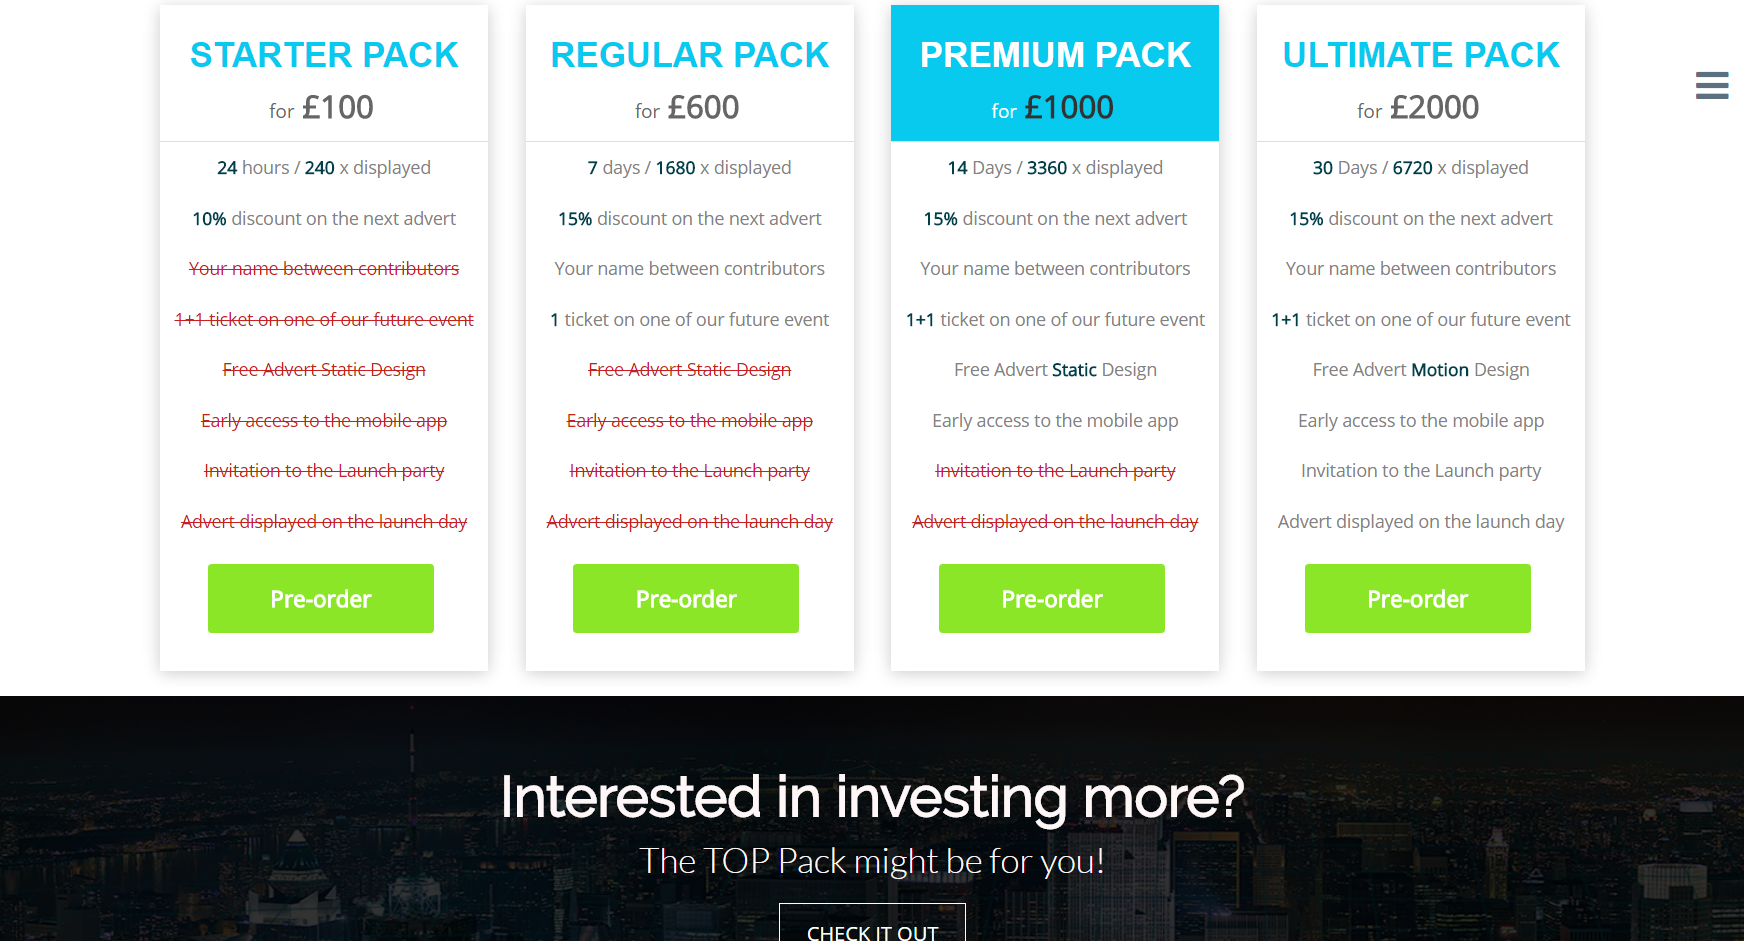 STARTER PACK
for £100
24 hours / 240 x displayed
10% discount on the next advert
Your name between contributors
1+1 ticket on one of our future event
Free Advert Static Design
Early access to the mobile app
Invitation to the Launch party
Advert displayed on the launch day
Pre-order
REGULAR PACK
for £600
7 days / 1680 x displayed
15% discount on the next advert
Your name between contributors
1 ticket on one of our future event
Free Advert Static Design
Early access to the mobile app
Invitation to the Launch party
Advert displayed on the launch day
Pre-order
PREMIUM PACK
for £1000
14 Days / 3360 x displayed
15% discount on the next advert
Your name between contributors
1+1 ticket on one of our future event
Free Advert Static Design
Early access to the mobile app
Invitation to the Launch party
Advert displayed on the launch day
Pre-order
ULTIMATE PACK
for £2000
30 Days / 6720 x displayed
15% discount on the next advert
Your name between contributors
1+1 ticket on one of our future event
Free Advert Motion Design
Early access to the mobile app
Invitation to the Launch party
Advert displayed on the launch day
Pre-order
Interested in investing more?
The TOP Pack might be for you!
CHECK IT OUT